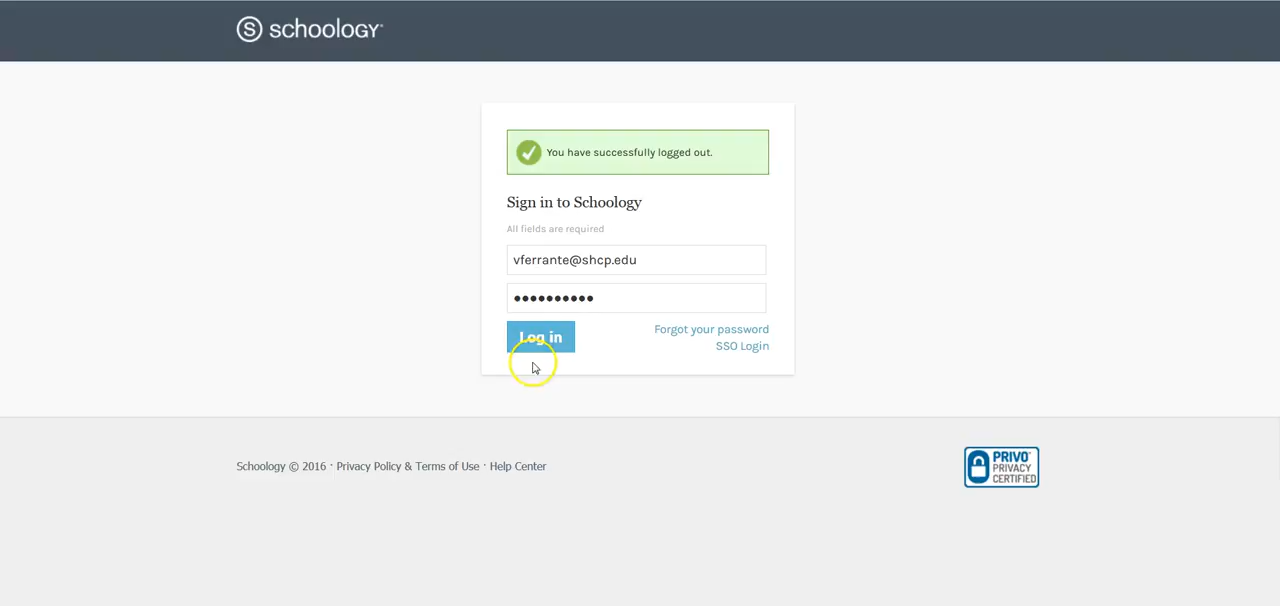 schoology®
You have successfully logged out.
Sign in to Schoology
All fields are required
vferrante@shcp.edu
••••••••••
Log in
Forgot your password
SSO Login
Schoology © 2016 · Privacy Policy & Terms of Use · Help Center
PRIVO®
PRIVACY
CERTIFIED